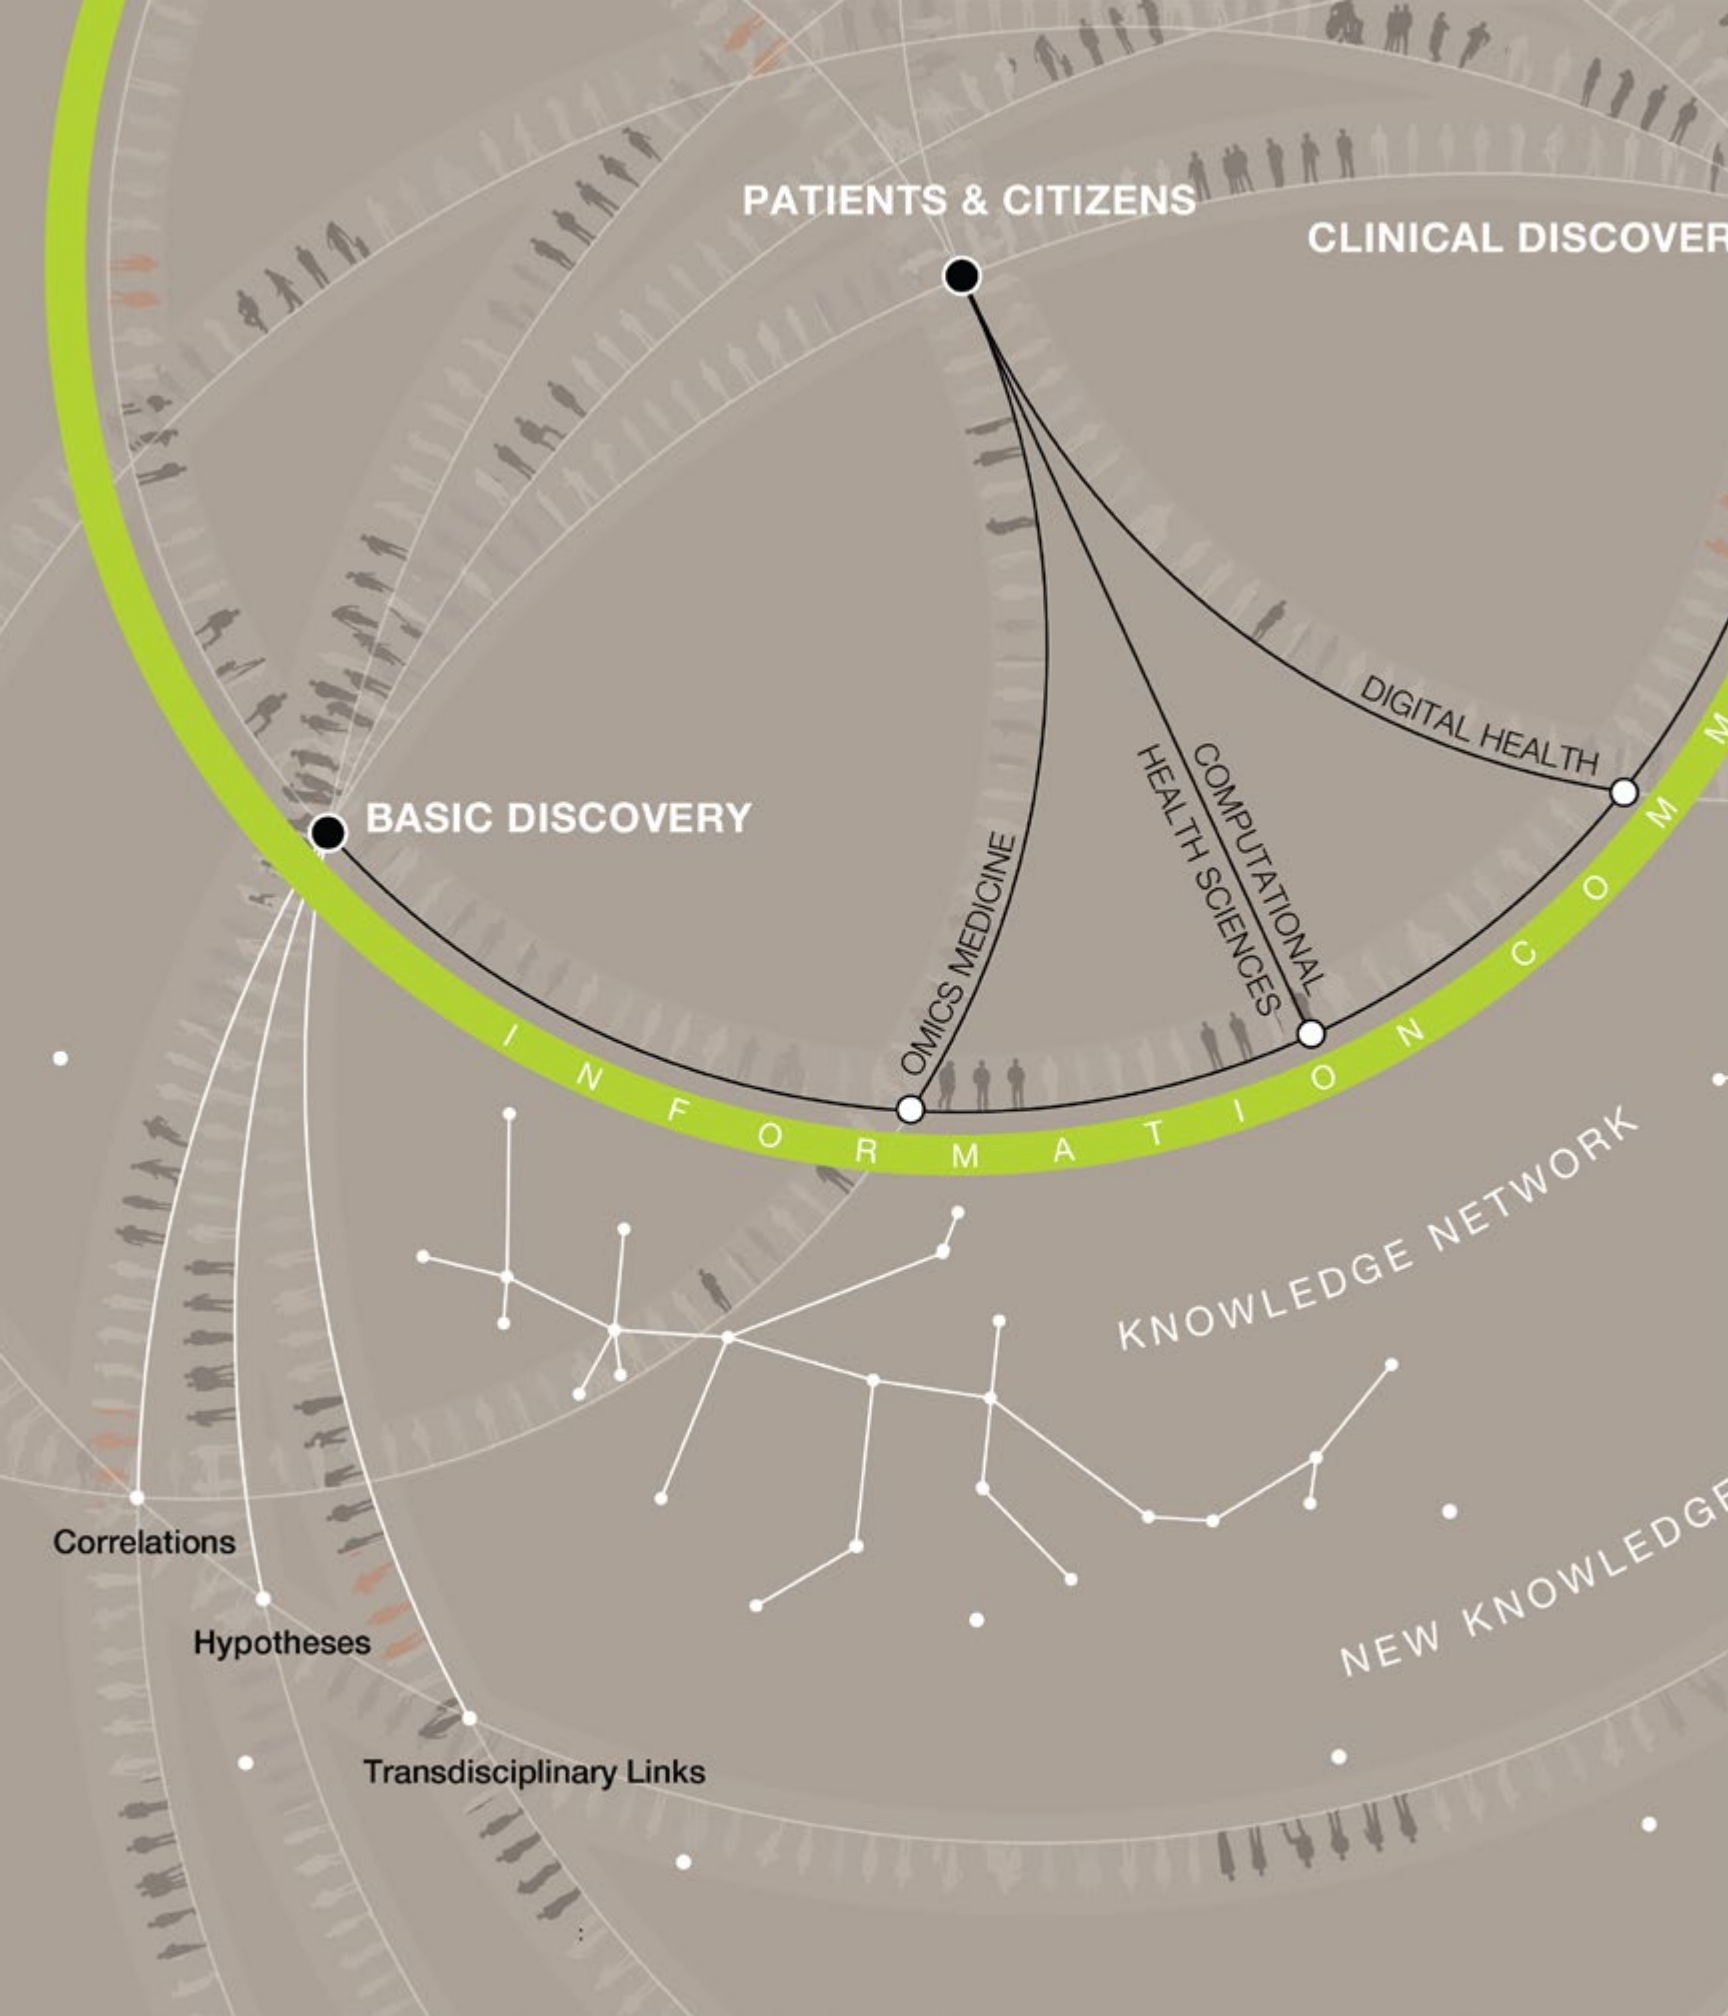 PATIENTS & CITIZENS
CLINICAL DISCOVER
DIGITAL HEALTH
COMPUTATIONAL
HEALTH SCIENCES
BASIC DISCOVERY
OMICS MEDICINE
INFORMATION COMM
KNOWLEDGE NETWORK
NEW KNOWLEDGE
Correlations
Hypotheses
Transdisciplinary Links
: